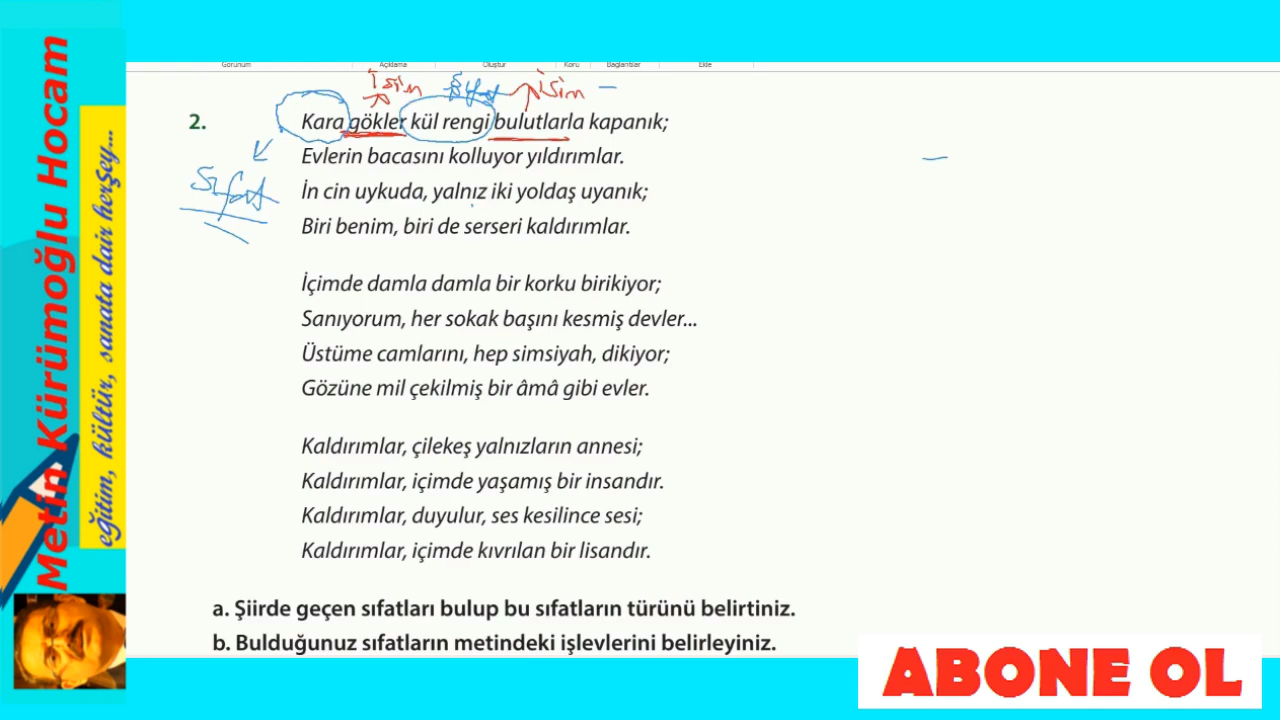 Metin Kürümoğlu Hocam
eğitim, kültür, sanata dair herşey...
Görünüm Açıklama Oluştur Koru Bağlantılar Ekle
isim Sıfat isim
2.
Kara gökler kül rengi bulutlarla kapanık;
Evlerin bacasını kolluyor yıldırımlar.
Sıfat
İn cin uykuda, yalnız iki yoldaş uyanık;
Biri benim, biri de serseri kaldırımlar.
İçimde damla damla bir korku birikiyor;
Sanıyorum, her sokak başını kesmiş devler...
Üstüme camlarını, hep simsiyah, dikiyor;
Gözüne mil çekilmiş bir âmâ gibi evler.
Kaldırımlar, çilekeş yalnızların annesi;
Kaldırımlar, içimde yaşamış bir insandır.
Kaldırımlar, duyulur, ses kesilince sesi;
Kaldırımlar, içimde kıvrılan bir lisandır.
a. Şiirde geçen sıfatları bulup bu sıfatların türünü belirtiniz.
b. Bulduğunuz sıfatların metindeki işlevlerini belirleyiniz.
ABONE OL